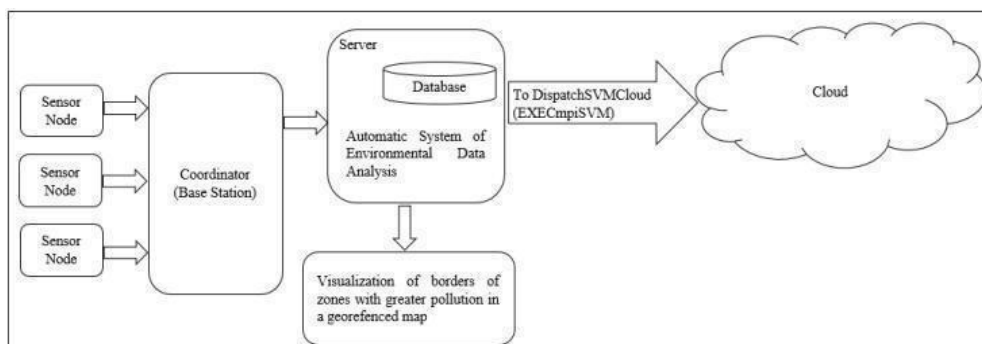 Sensor
Node
Sensor
Node
Sensor
Node
Coordinator
(Base Station)
Server
Database
Automatic System of
Environmental Data
Analysis
To DispatchSVMCloud
(EXECmpiSVM)
Cloud
Visualization of borders of
zones with greater pollution in
a georefenced map